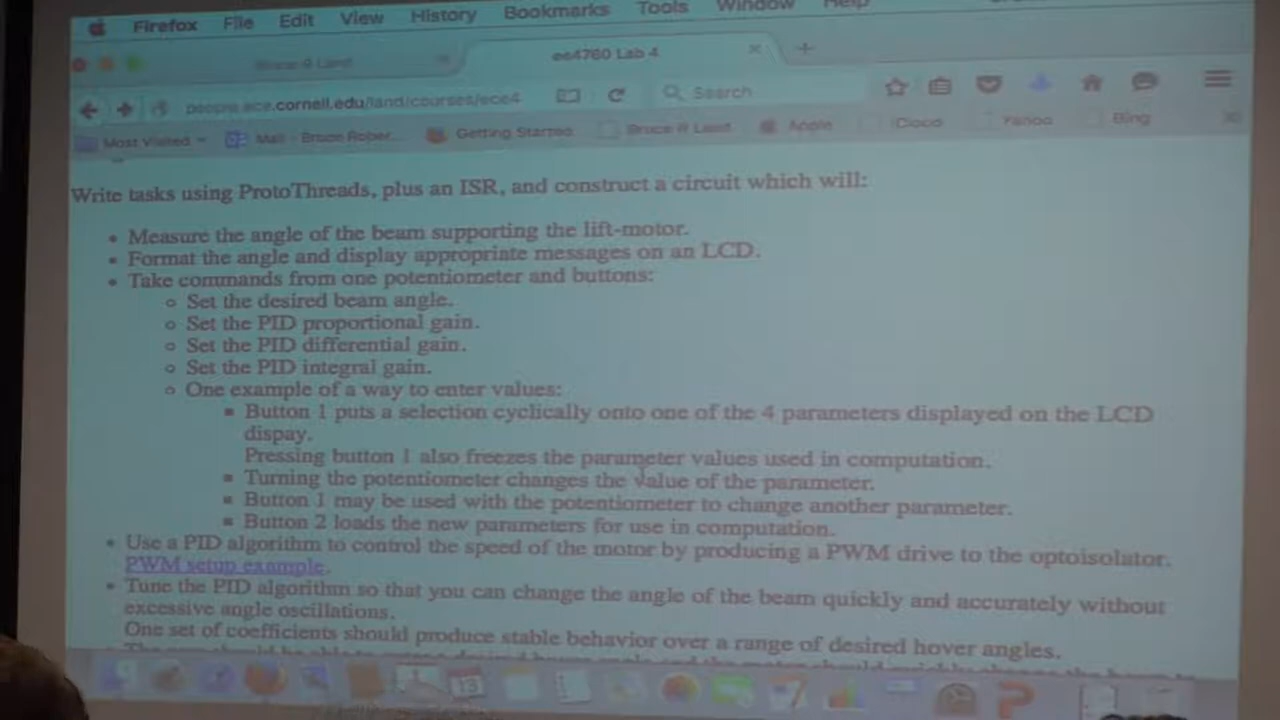 Firefox File Edit View History Bookmarks Tools Window Help
Bruce R Land
ece4760 Lab 4
people.ece.cornell.edu/land/courses/ece4
Search
Most Visited
Mail - Bruce Rober...
Getting Started
Bruce R Land
Apple
iCloud
Yahoo
Bing
Write tasks using ProtoThreads, plus an ISR, and construct a circuit which will:
Measure the angle of the beam supporting the lift-motor.
Format the angle and display appropriate messages on an LCD.
Take commands from one potentiometer and buttons:
Set the desired beam angle.
Set the PID proportional gain.
Set the PID differential gain.
Set the PID integral gain.
One example of a way to enter values:
Button 1 puts a selection cyclically onto one of the 4 parameters displayed on the LCD
dispay.
Pressing button 1 also freezes the parameter values used in computation.
Turning the potentiometer changes the value of the parameter.
Button 1 may be used with the potentiometer to change another parameter.
Button 2 loads the new parameters for use in computation.
Use a PID algorithm to control the speed of the motor by producing a PWM drive to the optoisolator.
PWM setup example.
Tune the PID algorithm so that you can change the angle of the beam quickly and accurately without
excessive angle oscillations.
One set of coefficients should produce stable behavior over a range of desired hover angles.
13